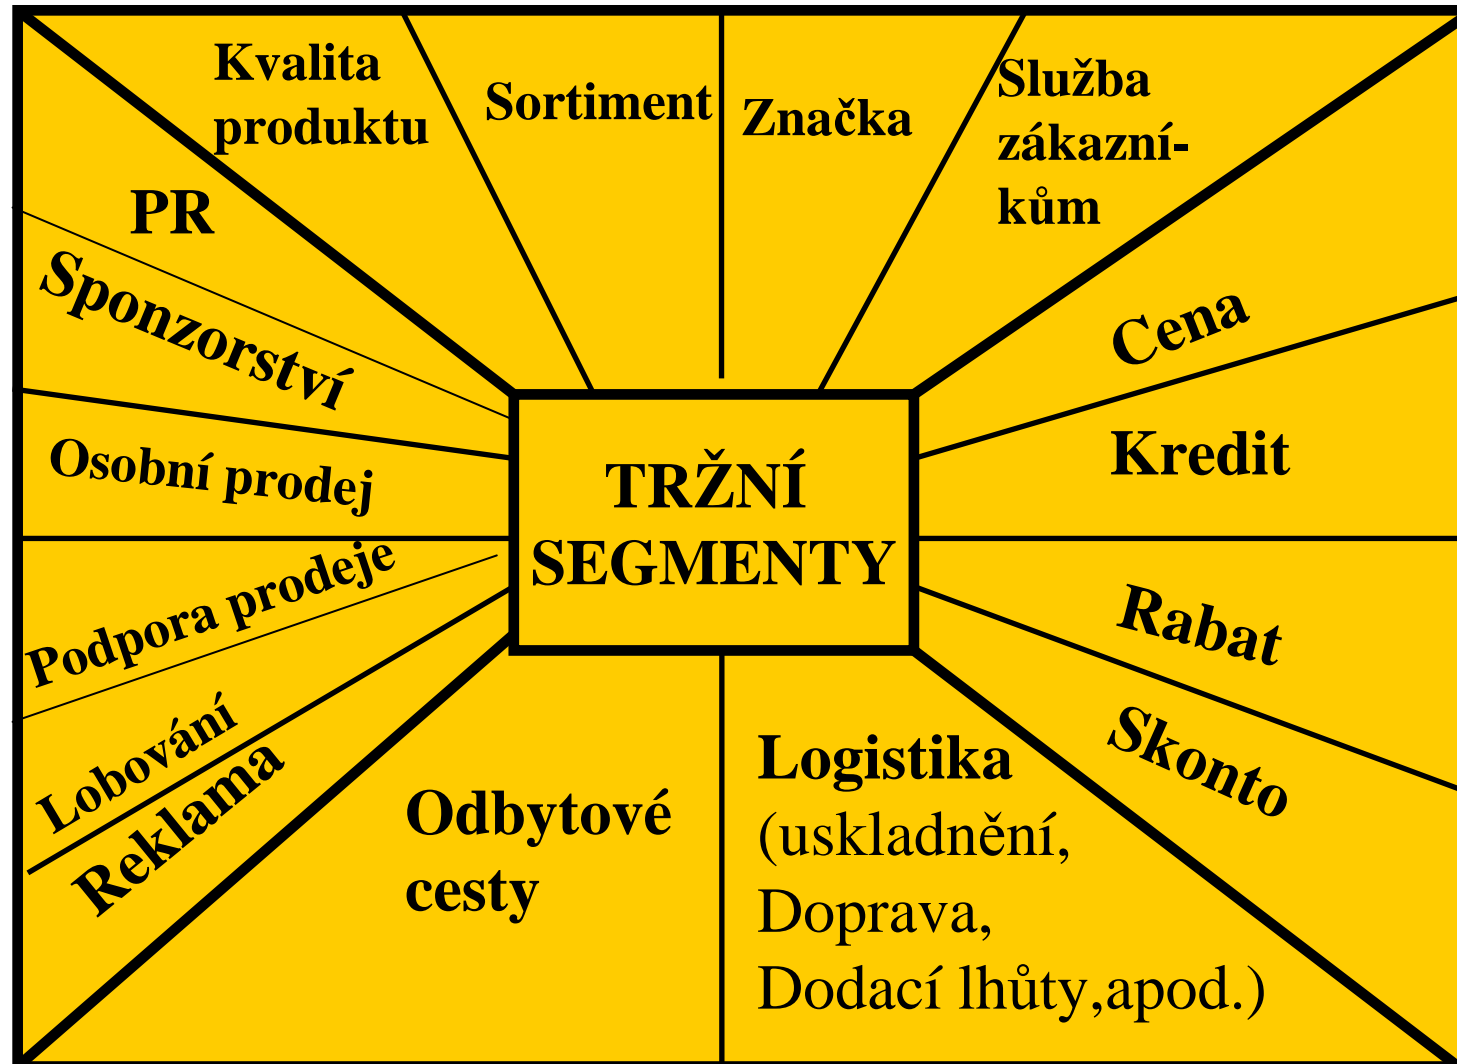 Kvalita
produktu
Sortiment
Značka
Služba
zákazní-
kům
PR
Sponzorství
Osobní prodej
Podpora prodeje
Lobování
Reklama
TRŽNÍ
SEGMENTY
Cena
Kredit
Rabat
Skonto
Odbytové
cesty
Logistika
(uskladnění,
Doprava,
Dodací lhůty,apod.)